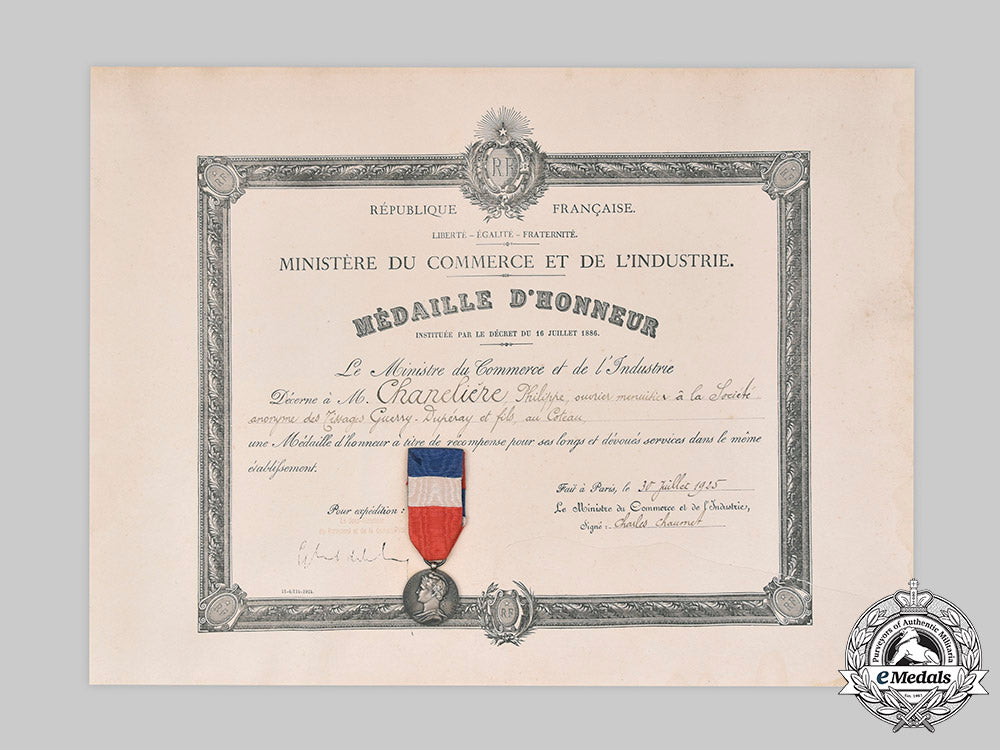 RF
RÉPUBLIQUE FRANÇAISE.
LIBERTÉ – ÉGALITÉ – FRATERNITÉ.
MINISTÈRE DU COMMERCE ET DE L'INDUSTRIE.
MÉDAILLE D'HONNEUR
INSTITUÉE PAR LE DÉCRET DU 16 JUILLET 1886.
Le Ministre du Commerce et de l'Industrie
Décerne à M. Chanelière Philippe, ouvrier menuisier à la Société
anonyme des Tissages Guerry-Dupéray et fils, au Coteau,
une Médaille d'honneur à titre de récompense pour ses longs et dévoués services dans le même
établissement.
Fait à Paris, le 30 Juillet 1925
Le Ministre du Commerce et de l'Industrie,
Signé : Charles Chaumet
Pour expédition :
RF
Purveyors of Authentic Militaria
eMedals